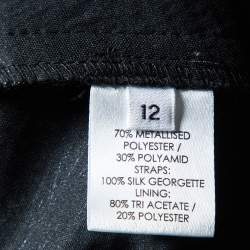 12
70% METALLISED
POLYESTER /
30% POLYAMID
STRAPS:
100% SILK GEORGETTE
LINING;
80% TRI ACETATE /
20% POLYESTER